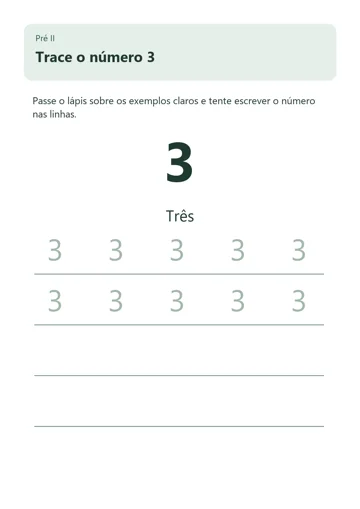 Pré II
Trace o número 3
Passe o lápis sobre os exemplos claros e tente escrever o número
nas linhas.
3
Três
3 3 3 3 3
3 3 3 3 3